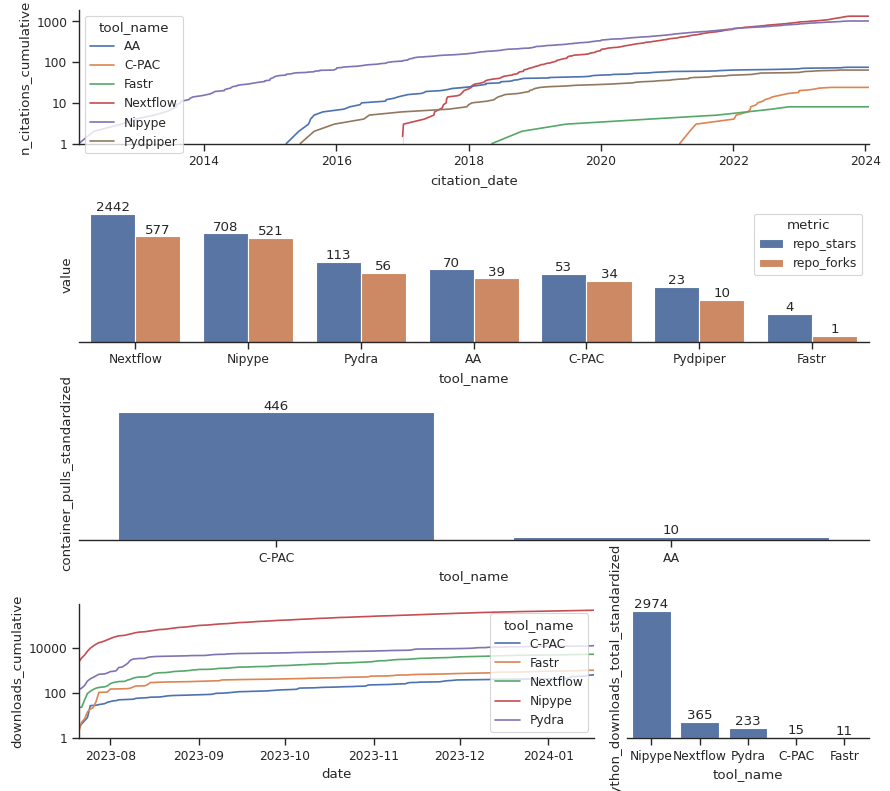 n_citations_cumulative
1000
100
10
1
tool_name
AA
C-PAC
Fastr
Nextflow
Nipype
Pydpiper
2014 2016 2018 2020 2022 2024
citation_date
value
2442 577 708 521 113 56 70 39 53 34 23 10 4 1
metric
repo_stars
repo_forks
Nextflow Nipype Pydra AA C-PAC Pydpiper Fastr
tool_name
container_pulls_standardized
446 10
C-PAC AA
tool_name
downloads_cumulative
10000
100
1
tool_name
C-PAC
Fastr
Nextflow
Nipype
Pydra
2023-08 2023-09 2023-10 2023-11 2023-12 2024-01
date
ython_downloads_total_standardized
2974 365 233 15 11
Nipype Nextflow Pydra C-PAC Fastr
tool_name